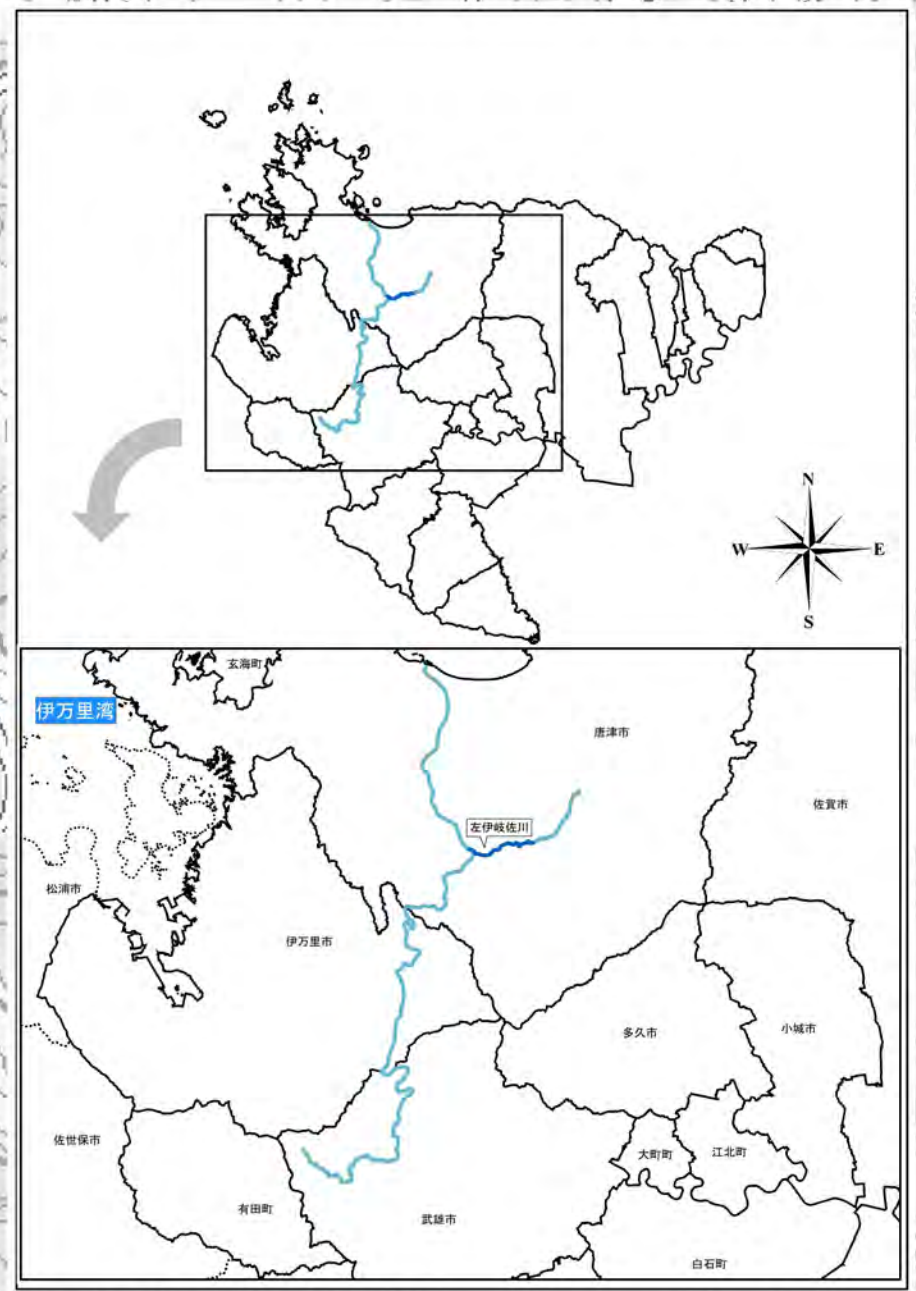 N
W
E
S
玄海町
伊万里湾
唐津市
佐賀市
左伊岐佐川
松浦市
伊万里市
多久市
小城市
佐世保市
大町町
江北町
有田町
武雄市
白石町